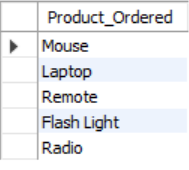 Product_Ordered
Mouse
Laptop
Remote
Flash Light
Radio